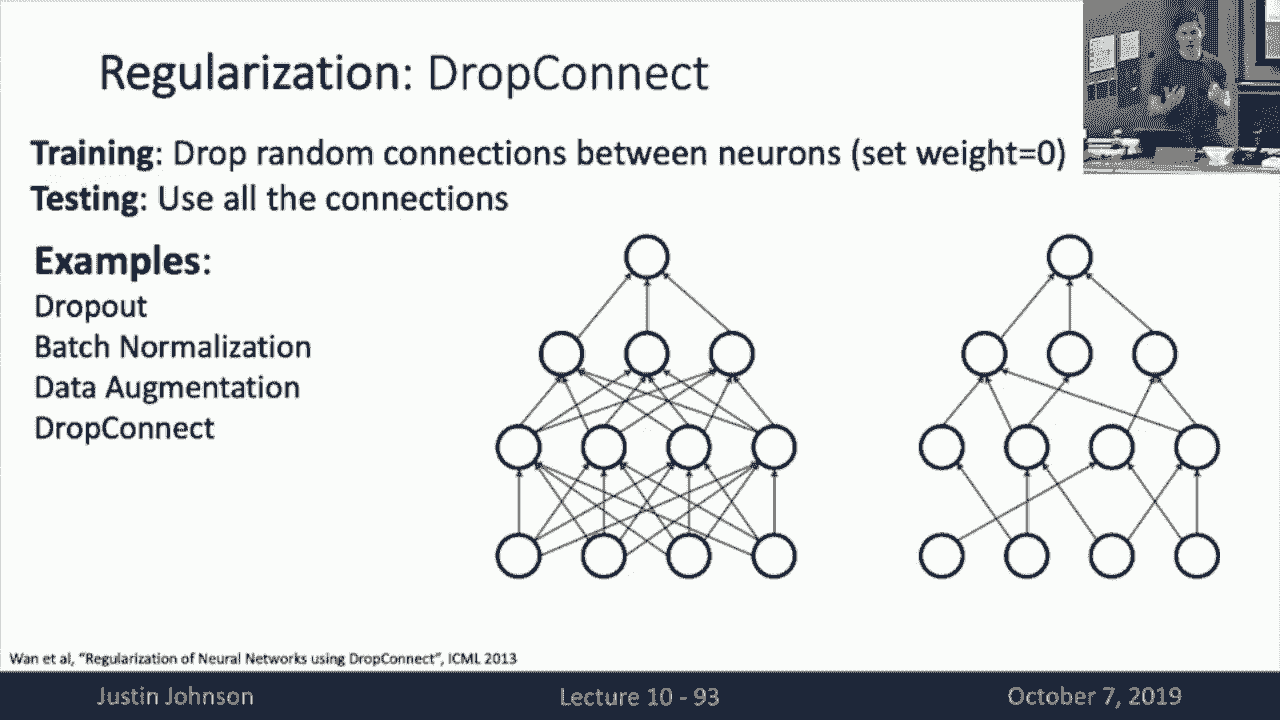 Regularization: DropConnect
Training: Drop random connections between neurons (set weight=0)
Testing: Use all the connections
Examples:
Dropout
Batch Normalization
Data Augmentation
DropConnect
Wan et al, "Regularization of Neural Networks using DropConnect", ICML 2013
Justin Johnson
Lecture 10 - 93
October 7, 2019